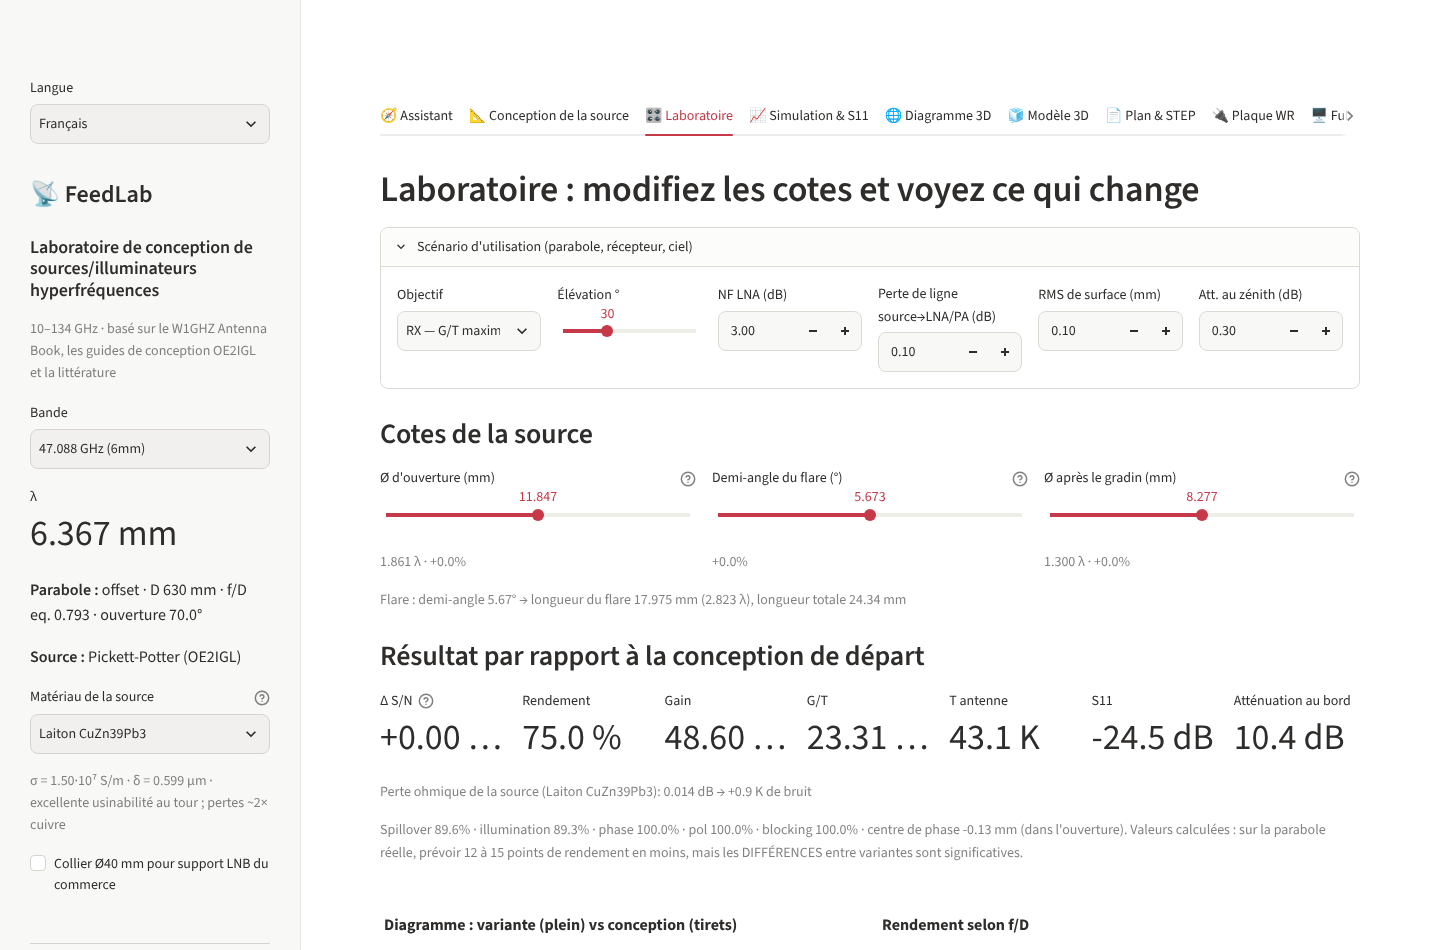 Langue
Français
📡 FeedLab
Laboratoire de conception de
sources/illuminateurs
hyperfréquences
10–134 GHz · basé sur le W1GHZ Antenna
Book, les guides de conception OE2IGL
et la littérature
Bande
47.088 GHz (6mm)
λ
6.367 mm
Parabole : offset · D 630 mm · f/D
eq. 0.793 · ouverture 70.0°
Source : Pickett-Potter (OE2IGL)
Matériau de la source
Laiton CuZn39Pb3
σ = 1.50·10⁷ S/m · δ = 0.599 µm ·
excellente usinabilité au tour ; pertes ~2×
cuivre
Collier Ø40 mm pour support LNB du
commerce
🧭 Assistant 📐 Conception de la source 🎛️ Laboratoire 📈 Simulation & S11 🌐 Diagramme 3D 🧊 Modèle 3D 📄 Plan & STEP 🔌 Plaque WR 🖥️ Fu
Laboratoire : modifiez les cotes et voyez ce qui change
Scénario d'utilisation (parabole, récepteur, ciel)
Objectif
RX — G/T maxim
Élévation °
30
NF LNA (dB)
3.00
Perte de ligne
source→LNA/PA (dB)
0.10
RMS de surface (mm)
0.10
Att. au zénith (dB)
0.30
Cotes de la source
Ø d'ouverture (mm)
11.847
1.861 λ · +0.0%
Demi-angle du flare (°)
5.673
+0.0%
Ø après le gradin (mm)
8.277
1.300 λ · +0.0%
Flare : demi-angle 5.67° → longueur du flare 17.975 mm (2.823 λ), longueur totale 24.34 mm
Résultat par rapport à la conception de départ
Δ S/N
+0.00 …
Rendement
75.0 %
Gain
48.60 …
G/T
23.31 …
T antenne
43.1 K
S11
-24.5 dB
Atténuation au bord
10.4 dB
Perte ohmique de la source (Laiton CuZn39Pb3): 0.014 dB → +0.9 K de bruit
Spillover 89.6% · illumination 89.3% · phase 100.0% · pol 100.0% · blocking 100.0% · centre de phase -0.13 mm (dans l'ouverture). Valeurs calculées : sur la parabole
réelle, prévoir 12 à 15 points de rendement en moins, mais les DIFFÉRENCES entre variantes sont significatives.
Diagramme : variante (plein) vs conception (tirets)
Rendement selon f/D